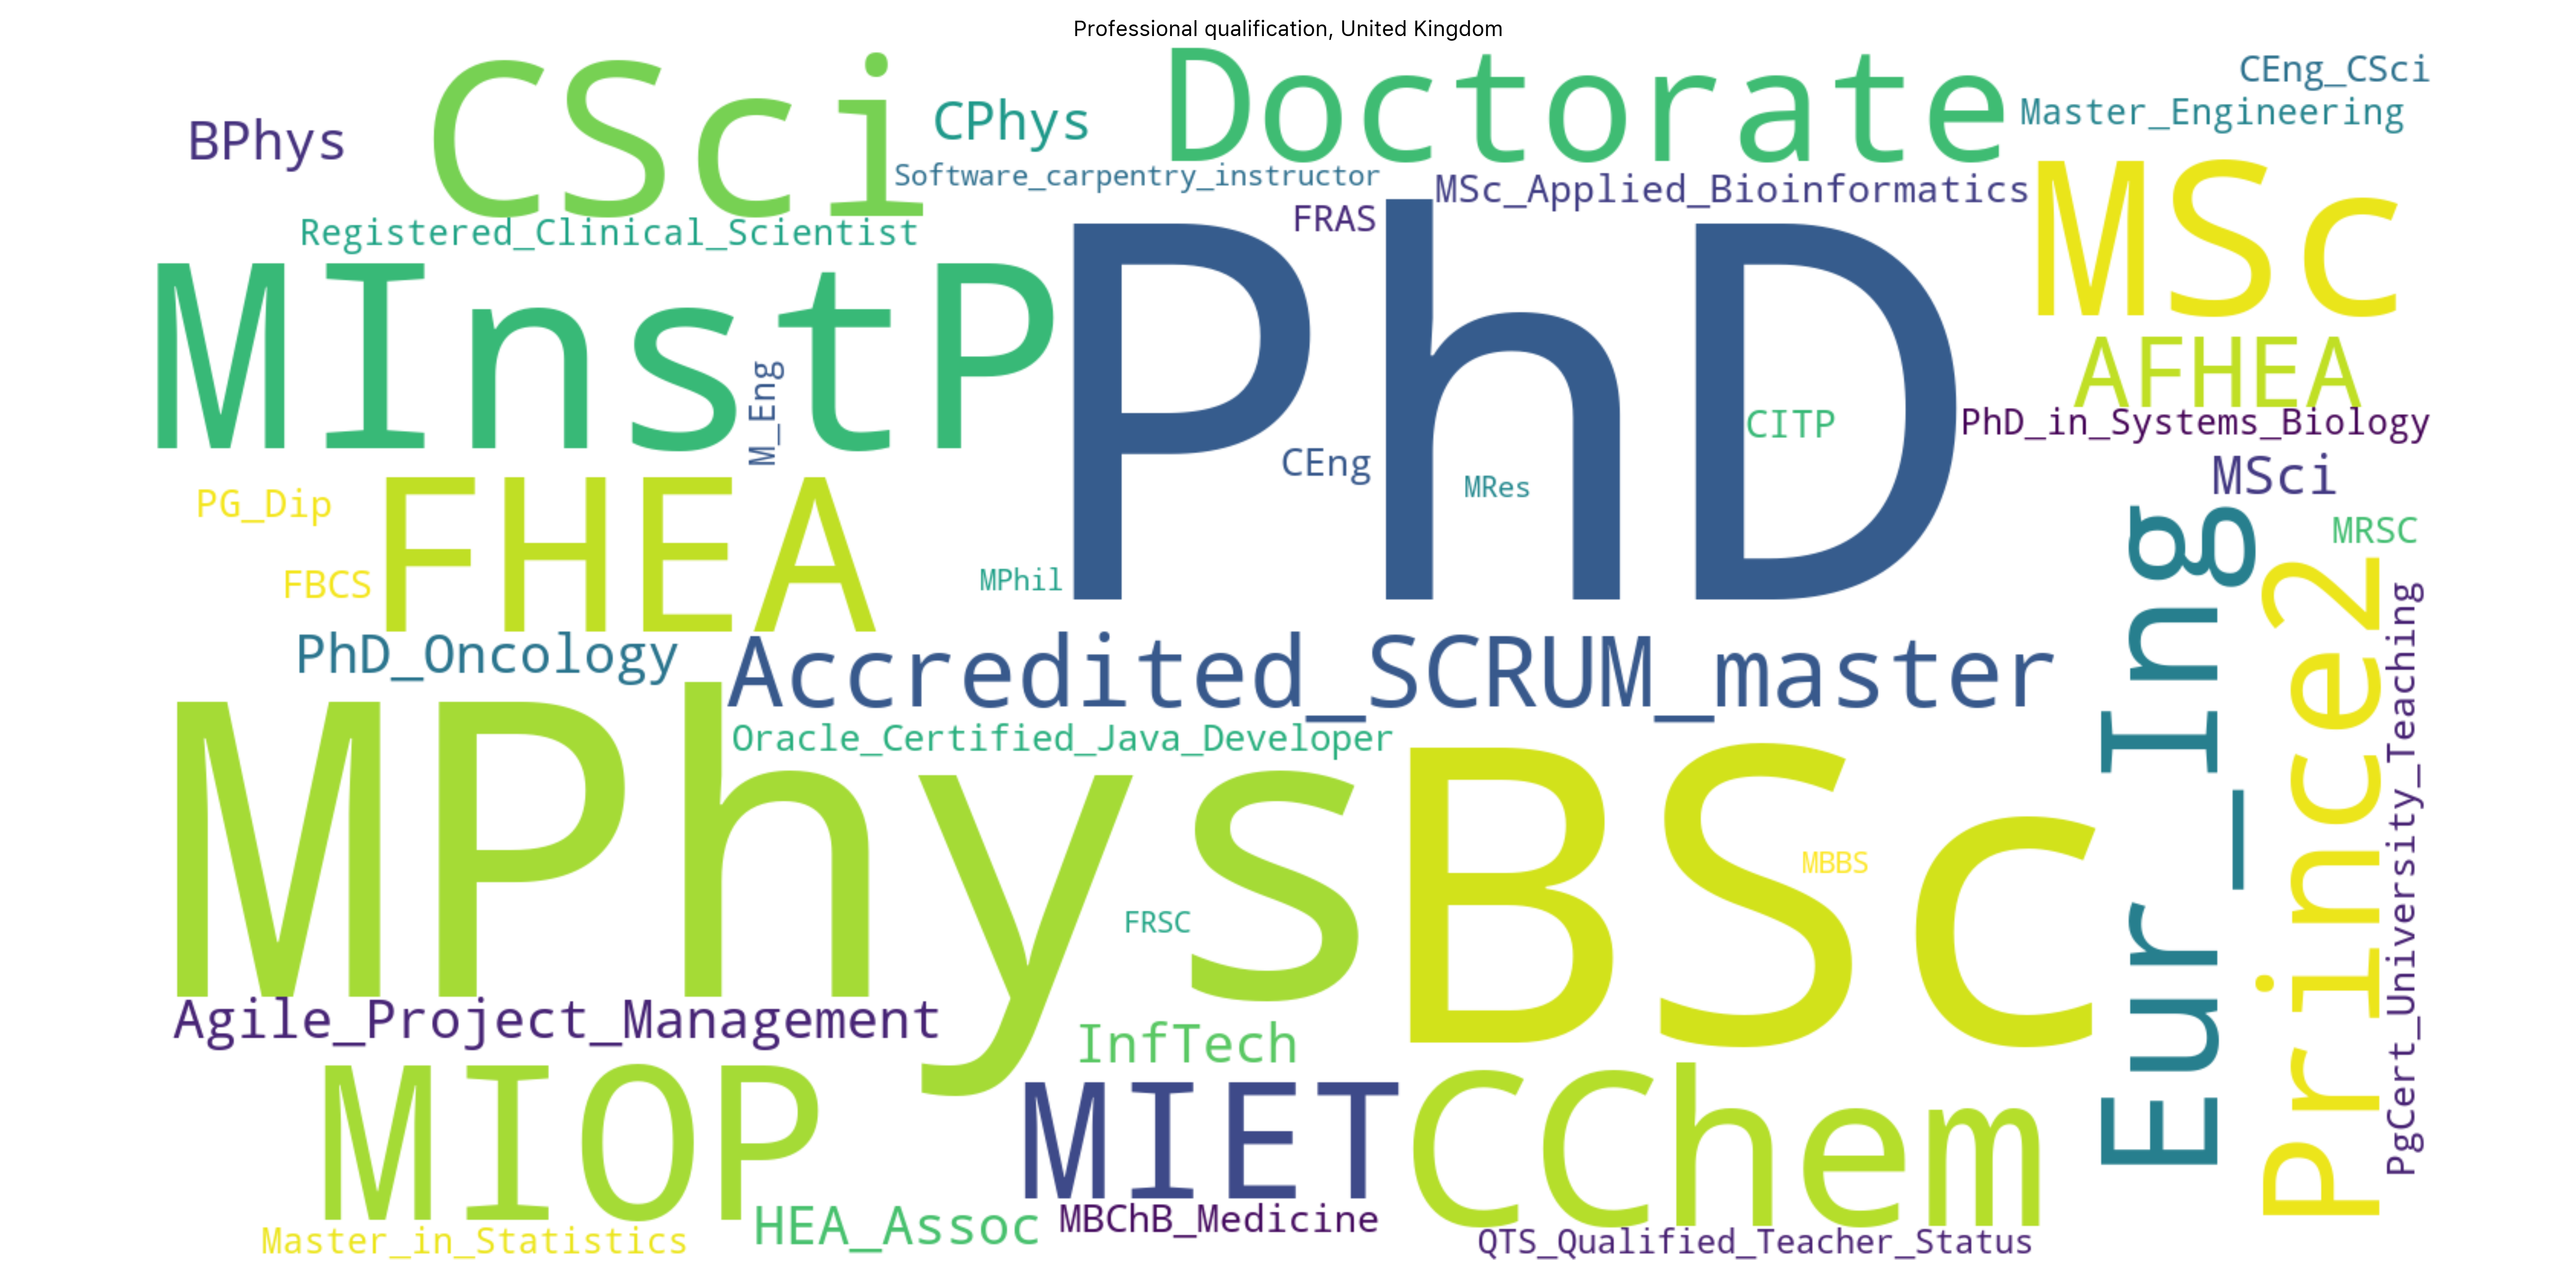 Professional qualification, United Kingdom
CSci
Doctorate
CEng_CSci
BPhys
CPhys
Master_Engineering
Software_carpentry_instructor
MSc_Applied_Bioinformatics
MSc
Registered_Clinical_Scientist
FRAS
MInstP
PhD
AFHEA
M_Eng
CITP
PhD_in_Systems_Biology
CEng
MRes
MSci
PG_Dip
FHEA
MRSC
Eur_Ing
FBCS
MPhil
Prince2
PgCert_University_Teaching
PhD_Oncology
Accredited_SCRUM_master
Oracle_Certified_Java_Developer
MPhys
BSc
MBBS
FRSC
Agile_Project_Management
InfTech
MIOP
MIET
CChem
Master_in_Statistics
HEA_Assoc
MBChB_Medicine
QTS_Qualified_Teacher_Status